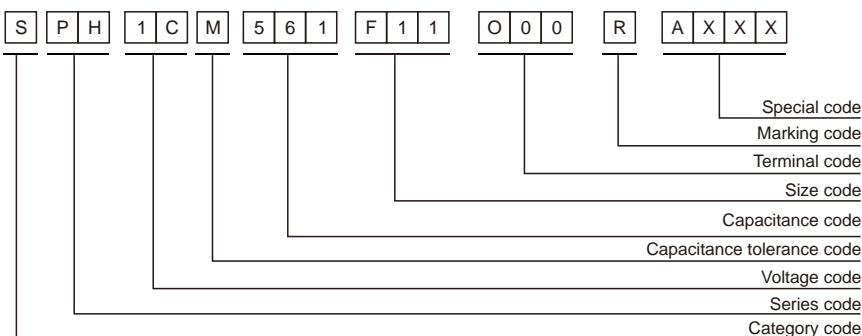 S P H 1 C M 5 6 1 F 1 1 O 0 0 R A X X X
Special code
Marking code
Terminal code
Size code
Capacitance code
Capacitance tolerance code
Voltage code
Series code
Category code